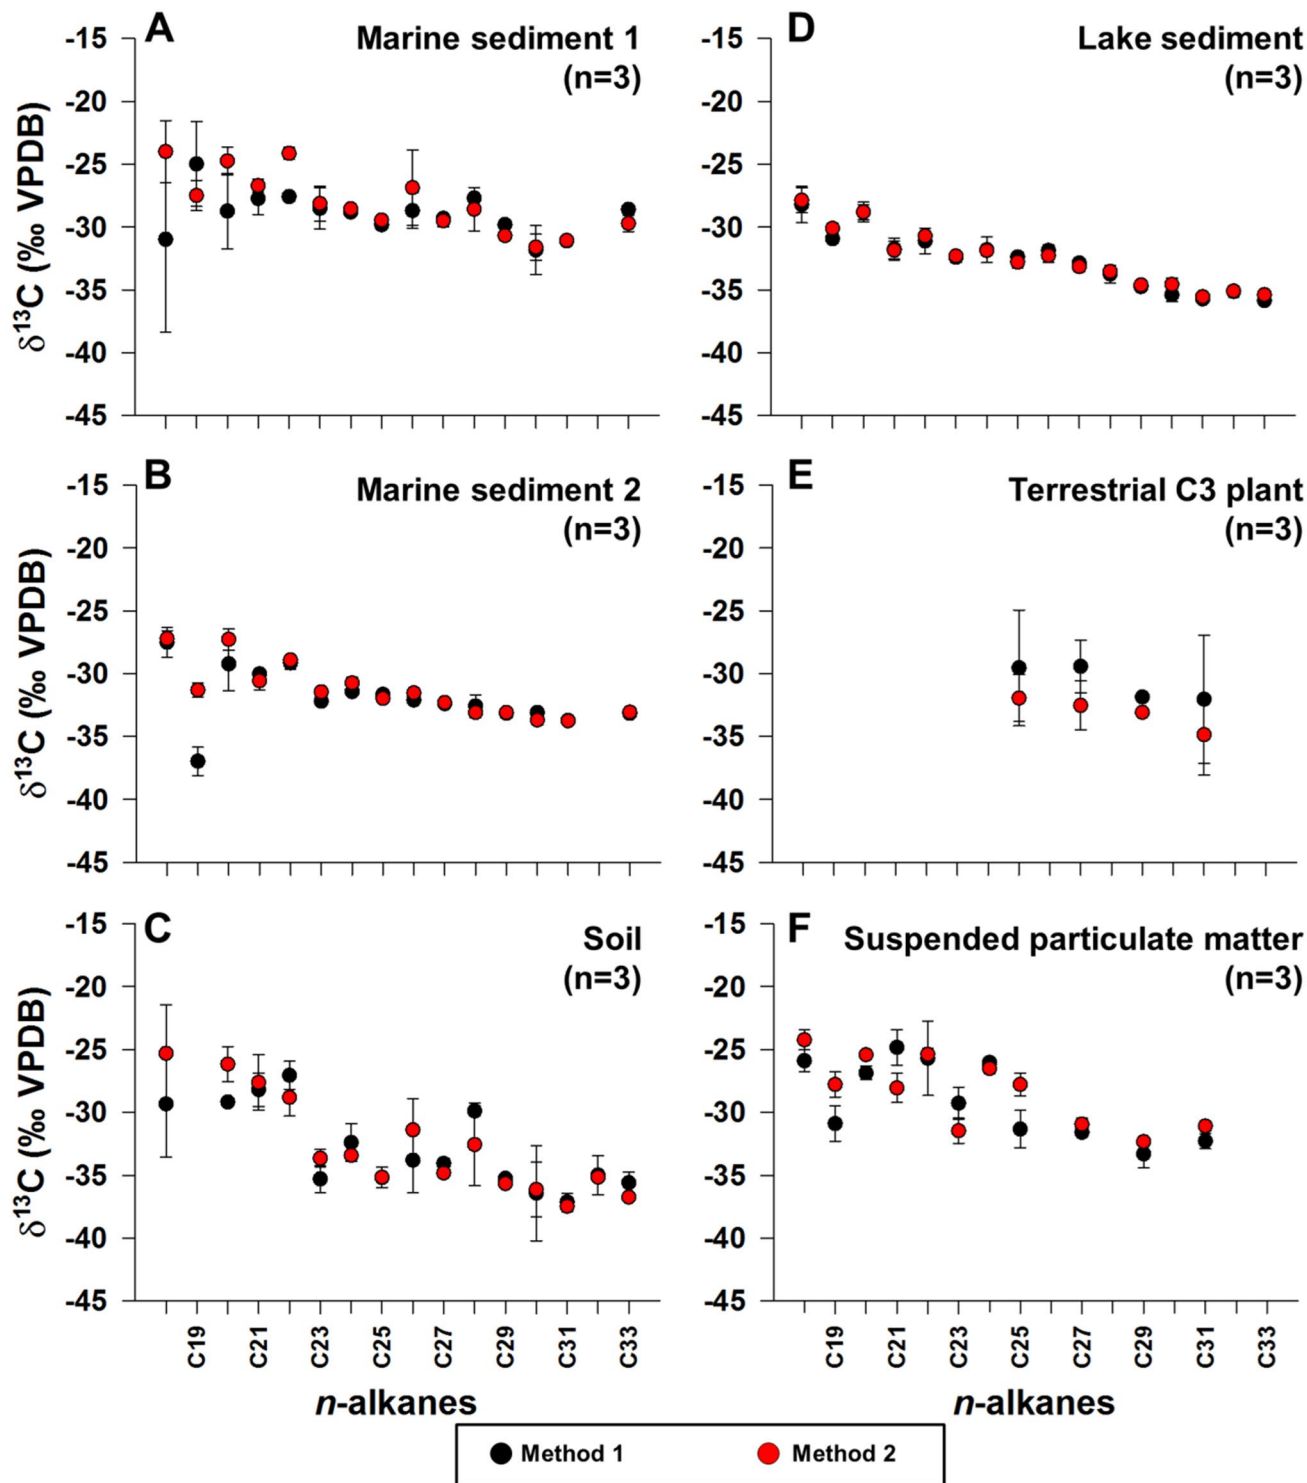 A
Marine sediment 1
(n=3)
-15
-20
-25
-30
-35
-40
-45
δ¹³C (‰ VPDB)
D
Lake sediment
(n=3)
-15
-20
-25
-30
-35
-40
-45
B
Marine sediment 2
(n=3)
-15
-20
-25
-30
-35
-40
-45
δ¹³C (‰ VPDB)
E
Terrestrial C3 plant
(n=3)
-15
-20
-25
-30
-35
-40
-45
C
Soil
(n=3)
-15
-20
-25
-30
-35
-40
-45
δ¹³C (‰ VPDB)
C19 C21 C23 C25 C27 C29 C31 C33
n-alkanes
F
Suspended particulate matter
(n=3)
-15
-20
-25
-30
-35
-40
-45
C19 C21 C23 C25 C27 C29 C31 C33
n-alkanes
Method 1 Method 2